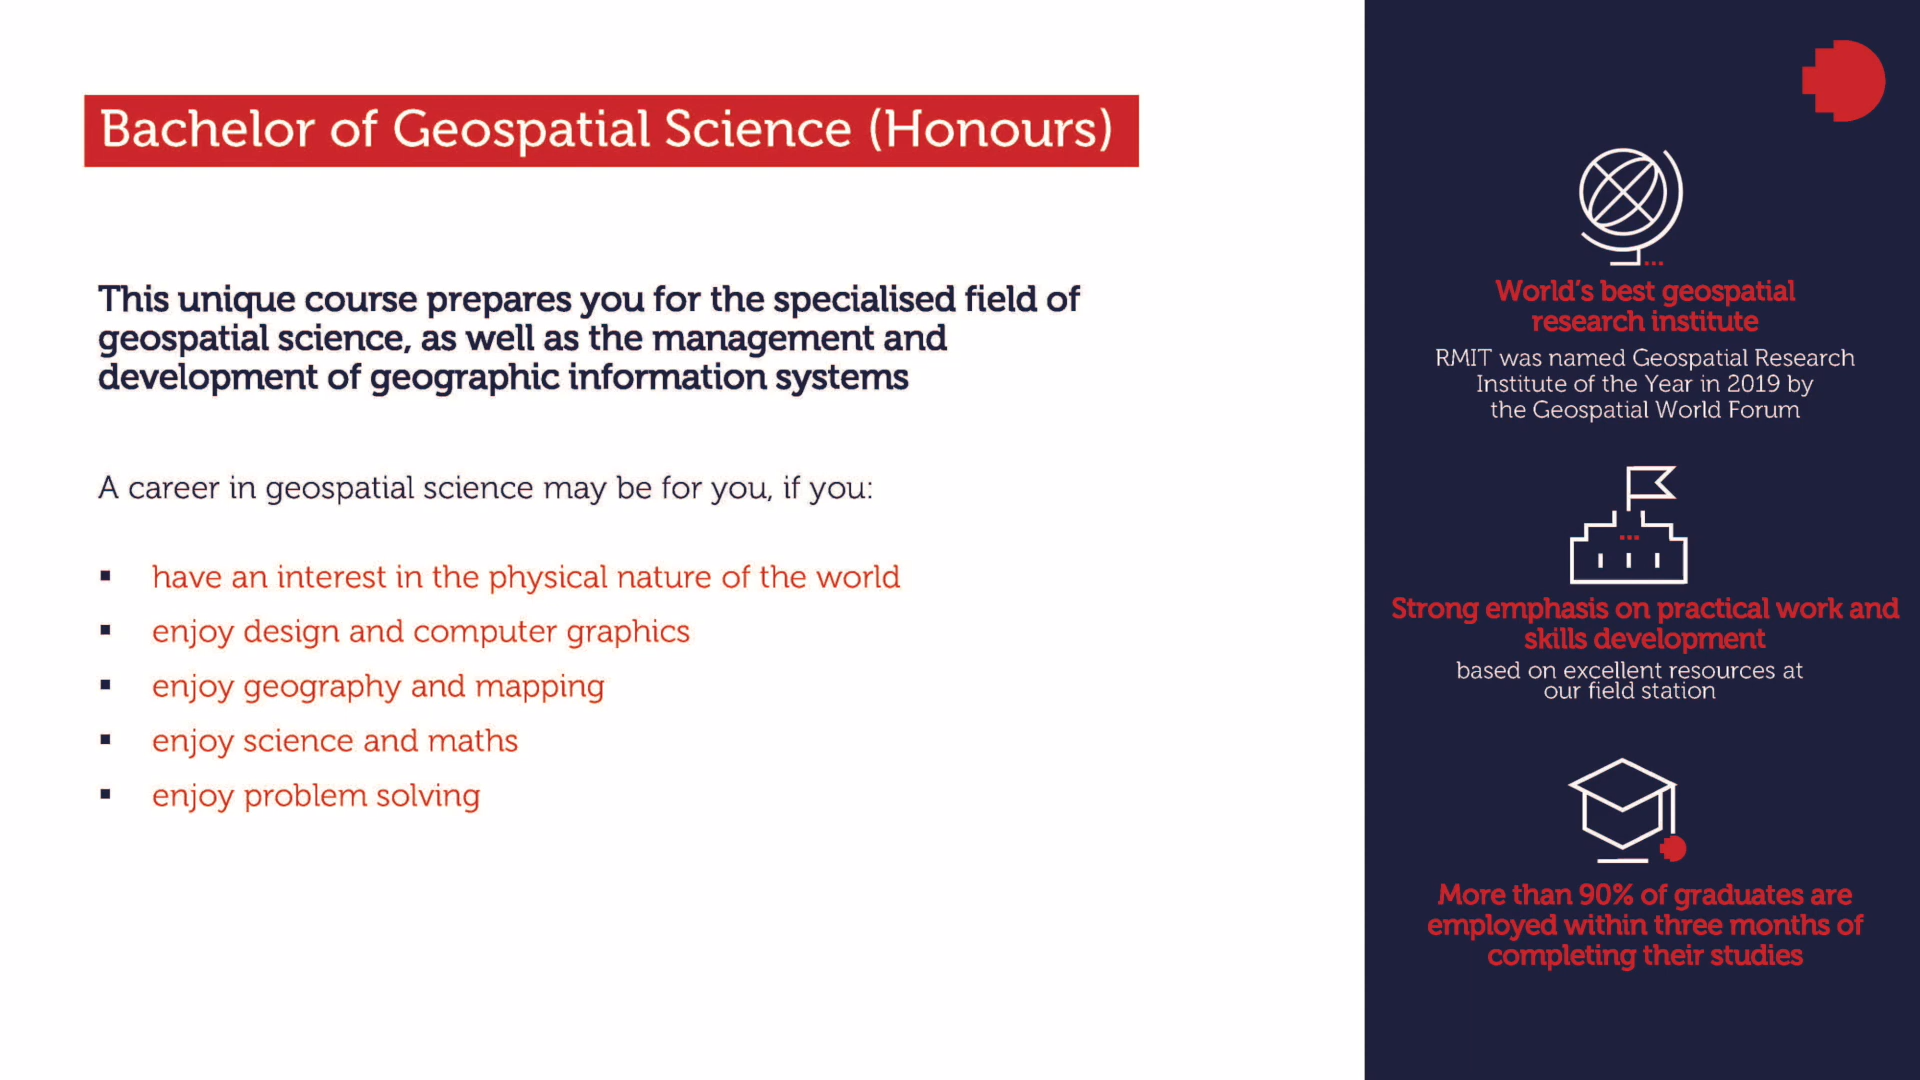 Bachelor of Geospatial Science (Honours)
This unique course prepares you for the specialised field of
geospatial science, as well as the management and
development of geographic information systems
A career in geospatial science may be for you, if you:
▪ have an interest in the physical nature of the world
▪ enjoy design and computer graphics
▪ enjoy geography and mapping
▪ enjoy science and maths
▪ enjoy problem solving
World's best geospatial
research institute
RMIT was named Geospatial Research
Institute of the Year in 2019 by
the Geospatial World Forum
Strong emphasis on practical work and
skills development
based on excellent resources at
our field station
More than 90% of graduates are
employed within three months of
completing their studies